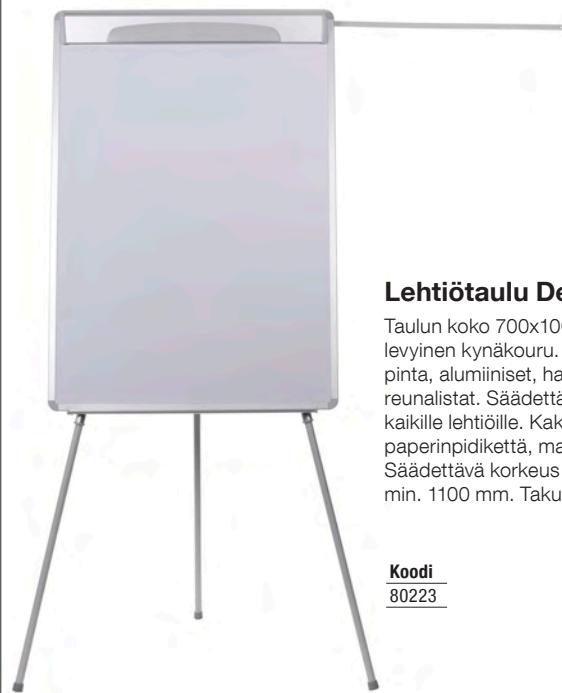 Lehtiötaulu De
Taulun koko 700x10
levyinen kynäkouru.
pinta, alumiiniset, ha
reunalistat. Säädettä
kaikille lehtiöille. Kak
paperinpidikettä, ma
Säädettävä korkeus
min. 1100 mm. Taku
Koodi
80223